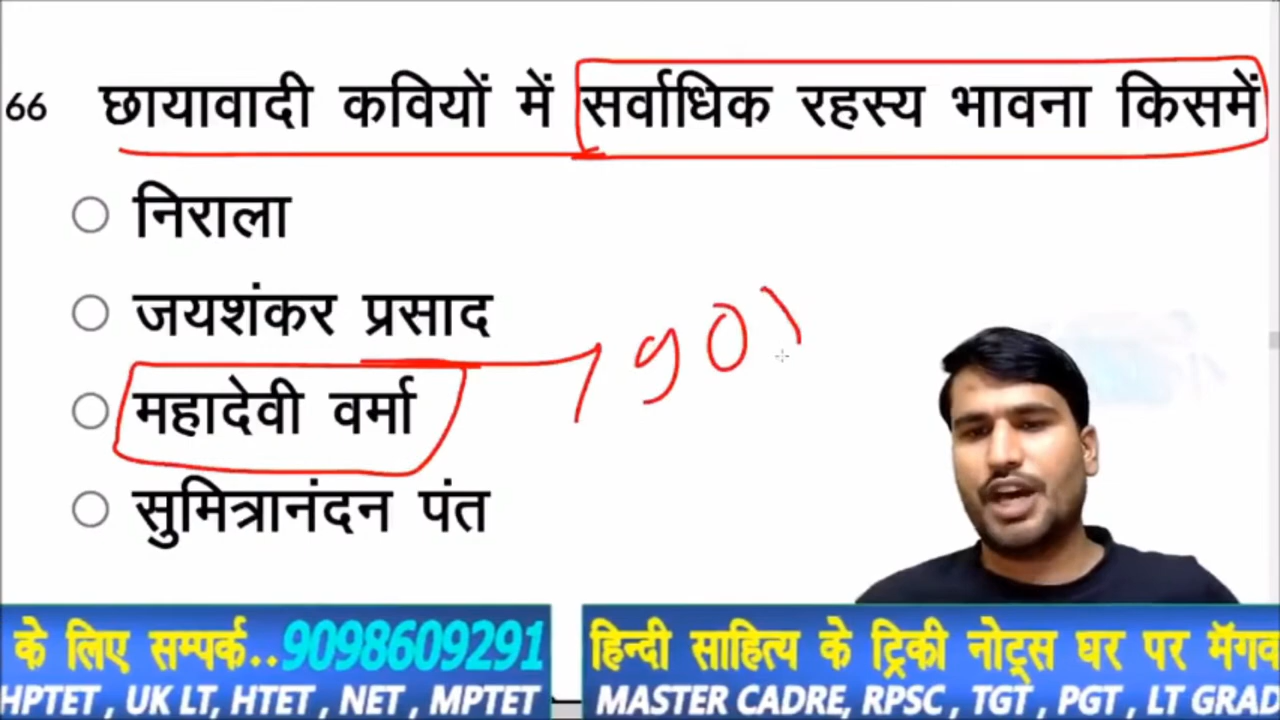 66 छायावादी कवियों में सर्वाधिक रहस्य भावना किसमें
निराला
जयशंकर प्रसाद
190
महादेवी वर्मा
सुमित्रानंदन पंत
के लिए सम्पर्क..9098609291
हिन्दी साहित्य के ट्रिकी नोट्स घर पर मॅगव
HPTET , UK LT, HTET , NET , MPTET
MASTER CADRE, RPSC , TGT , PGT , LT GRAD